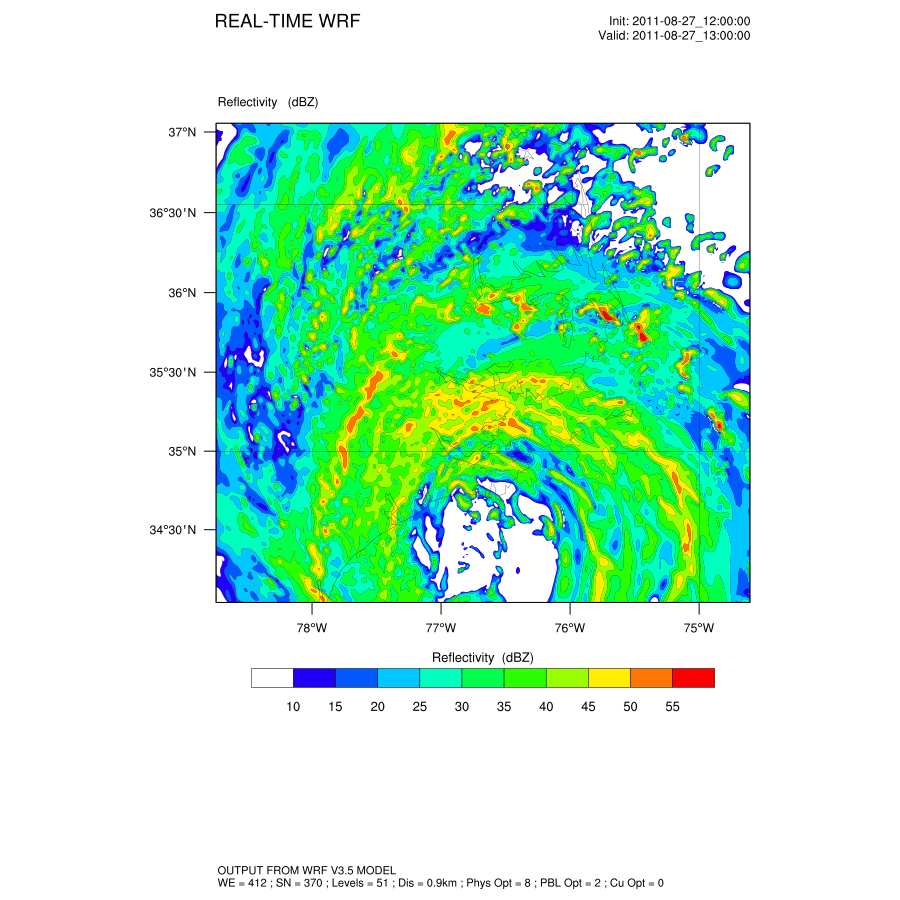 REAL-TIME WRF
Init: 2011-08-27_12:00:00
Valid: 2011-08-27_13:00:00
Reflectivity (dBZ)
37°N
36°30'N
36°N
35°30'N
35°N
34°30'N
78°W 77°W 76°W 75°W
Reflectivity (dBZ)
10 15 20 25 30 35 40 45 50 55
OUTPUT FROM WRF V3.5 MODEL
WE = 412 ; SN = 370 ; Levels = 51 ; Dis = 0.9km ; Phys Opt = 8 ; PBL Opt = 2 ; Cu Opt = 0